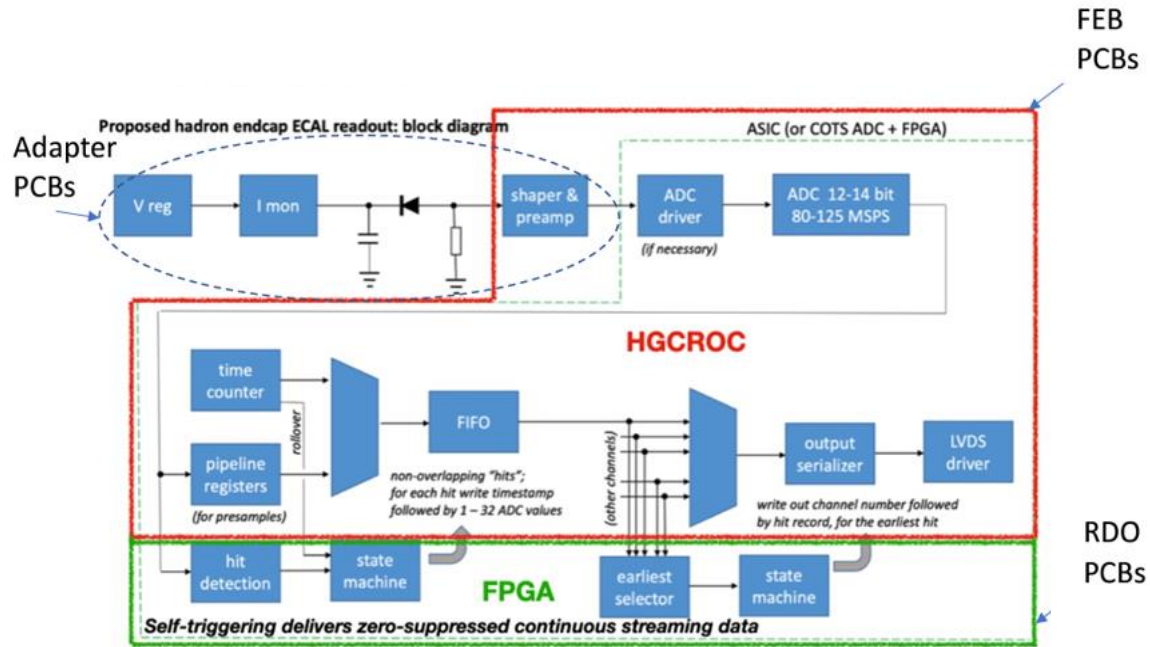 FEB
PCBs
Proposed hadron endcap ECAL readout: block diagram
ASIC (or COTS ADC + FPGA)
Adapter
PCBs
V reg
I mon
shaper &
preamp
ADC
driver
(if necessary)
ADC 12-14 bit
80-125 MSPS
HGCROC
time
counter
rollover
pipeline
registers
(for presamples)
FIFO
non-overlapping "hits";
for each hit write timestamp
followed by 1 – 32 ADC values
(other channels)
output
serializer
LVDS
driver
write out channel number followed
by hit record, for the earliest hit
RDO
PCBs
hit
detection
state
machine
FPGA
earliest
selector
state
machine
Self-triggering delivers zero-suppressed continuous streaming data